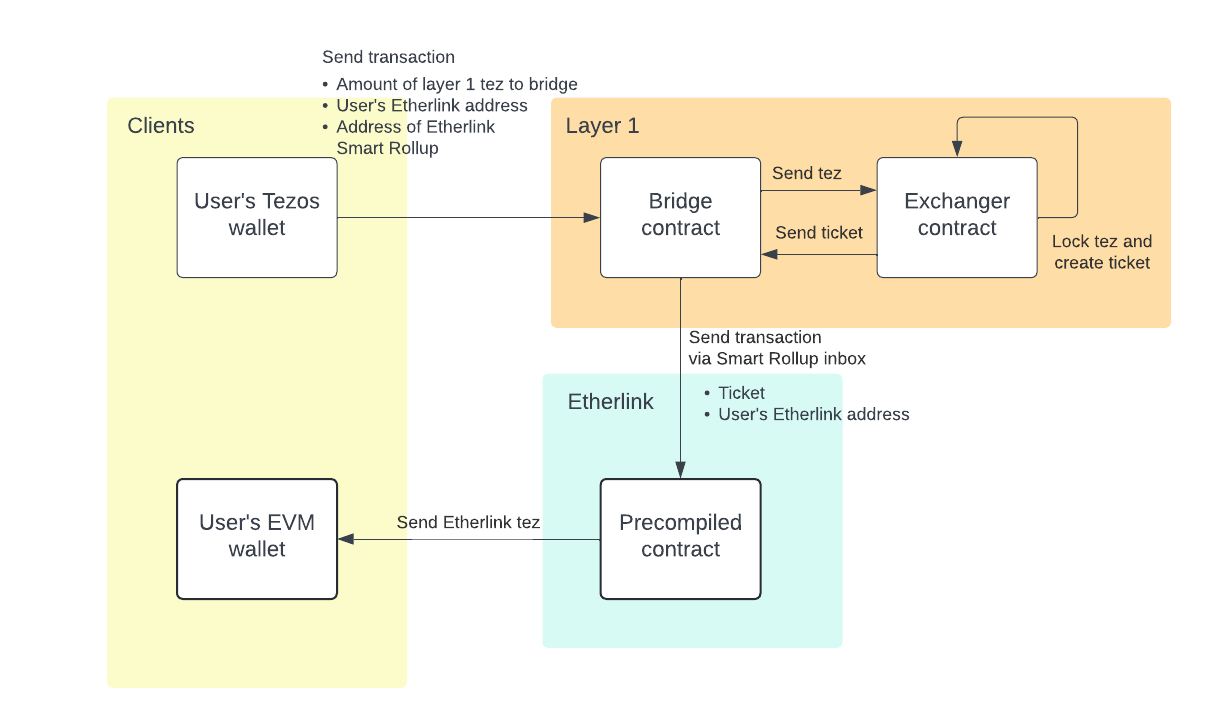 Send transaction
• Amount of layer 1 tez to bridge
• User's Etherlink address
• Address of Etherlink
Smart Rollup
Clients
Layer 1
User's Tezos
wallet
Bridge
contract
Send tez
Send ticket
Exchanger
contract
Lock tez and
create ticket
Send transaction
via Smart Rollup inbox
• Ticket
• User's Etherlink address
Etherlink
User's EVM
wallet
Send Etherlink tez
Precompiled
contract